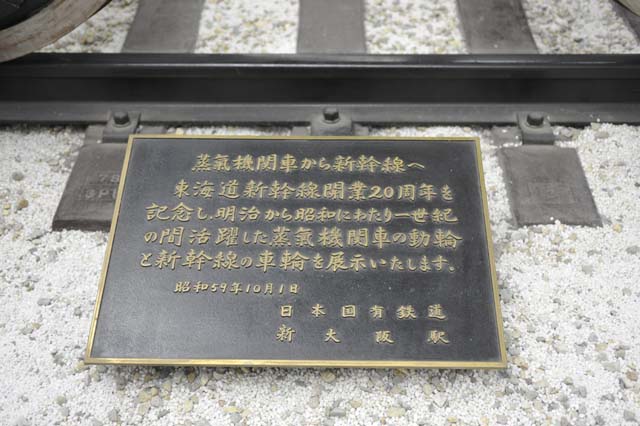 蒸氣機関車から新幹線へ
東海道新幹線開業20周年を
記念し、明治から昭和にわたり一世紀
の間活躍した蒸氣機関車の動輪
と新幹線の車輪を展示いたします。
昭和59年10月1日
日本国有鉄道
新大阪駅